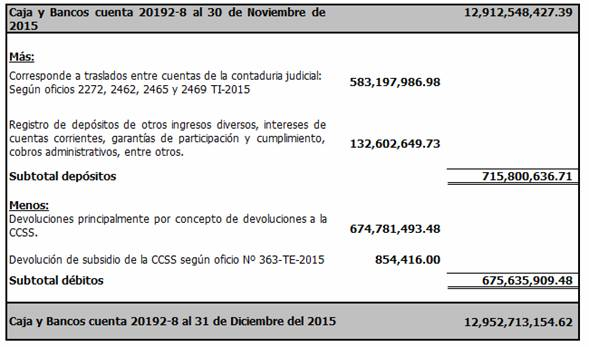 Caja y Bancos cuenta 20192-8 al 30 de Noviembre de 2015 12,912,548,427.39
Más:
Corresponde a traslados entre cuentas de la contaduria judicial:
Según oficios 2272, 2462, 2465 y 2469 TI-2015 583,197,986.98
Registro de depósitos de otros ingresos diversos, intereses de
cuentas corrientes, garantías de participación y cumplimiento, 132,602,649.73
cobros administrativos, entre otros.
Subtotal depósitos 715,800,636.71
Menos:
Devoluciones principalmente por concepto de devoluciones a la
CCSS. 674,781,493.48
Devolución de subsidio de la CCSS según oficio Nº 363-TE-2015 854,416.00
Subtotal débitos 675,635,909.48
Caja y Bancos cuenta 20192-8 al 31 de Diciembre del 2015 12,952,713,154.62